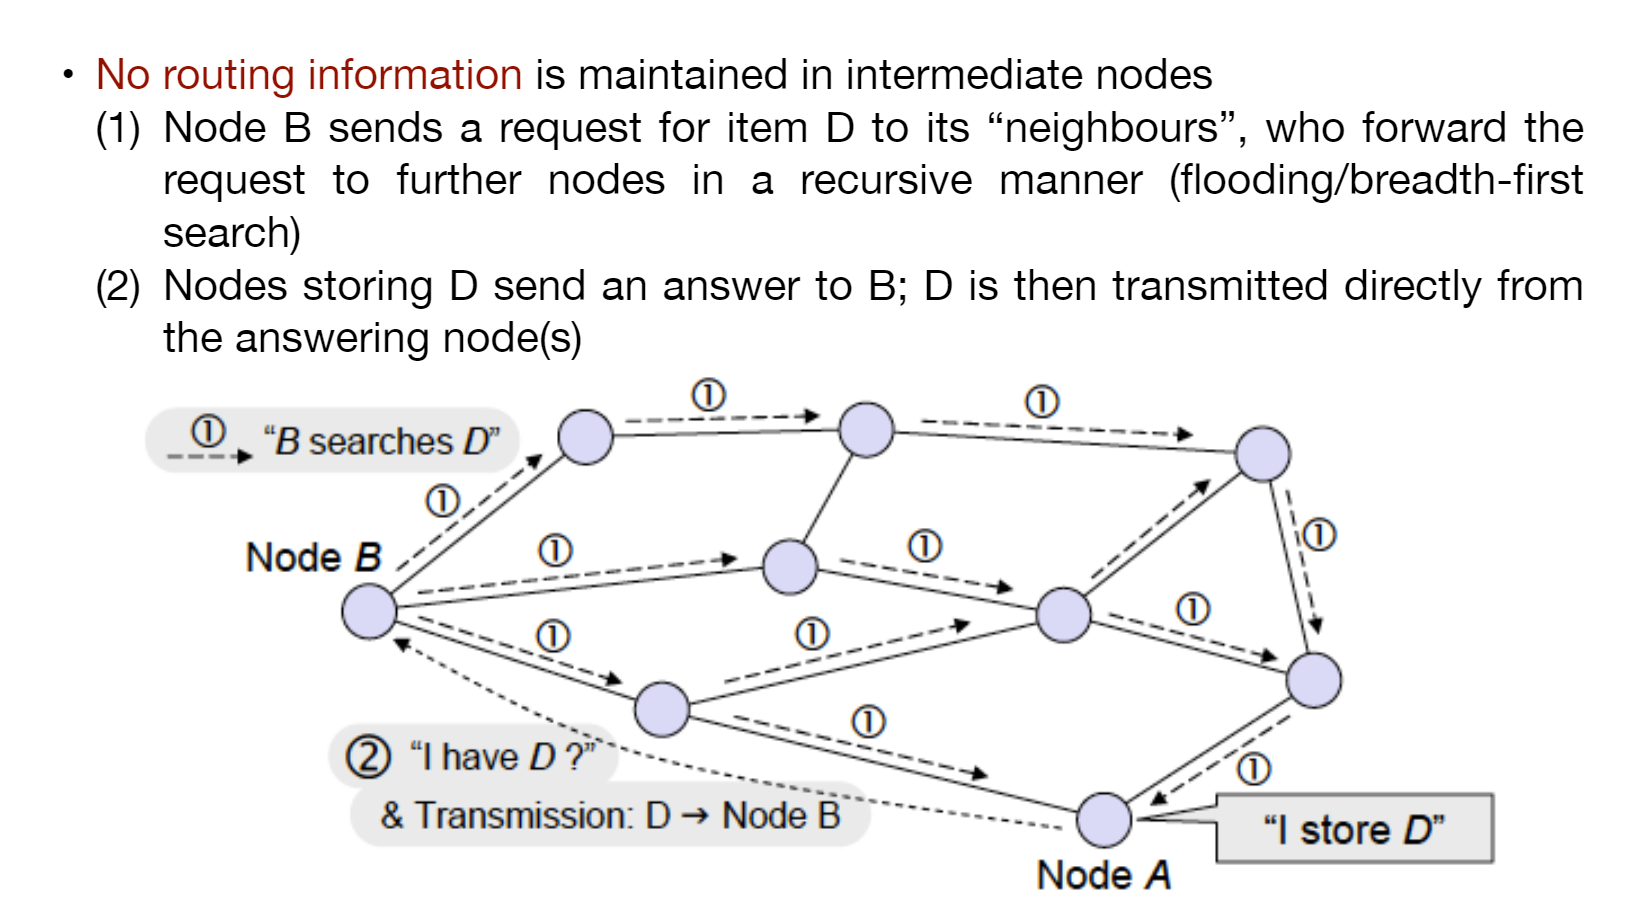 • No routing information is maintained in intermediate nodes
(1) Node B sends a request for item D to its “neighbours”, who forward the
request to further nodes in a recursive manner (flooding/breadth-first
search)
(2) Nodes storing D send an answer to B; D is then transmitted directly from
the answering node(s)
① “B searches D”
①
①
①
Node B
①
①
①
①
①
①
①
②  “I have D ?”
& Transmission: D → Node B
①
“I store D”
Node A